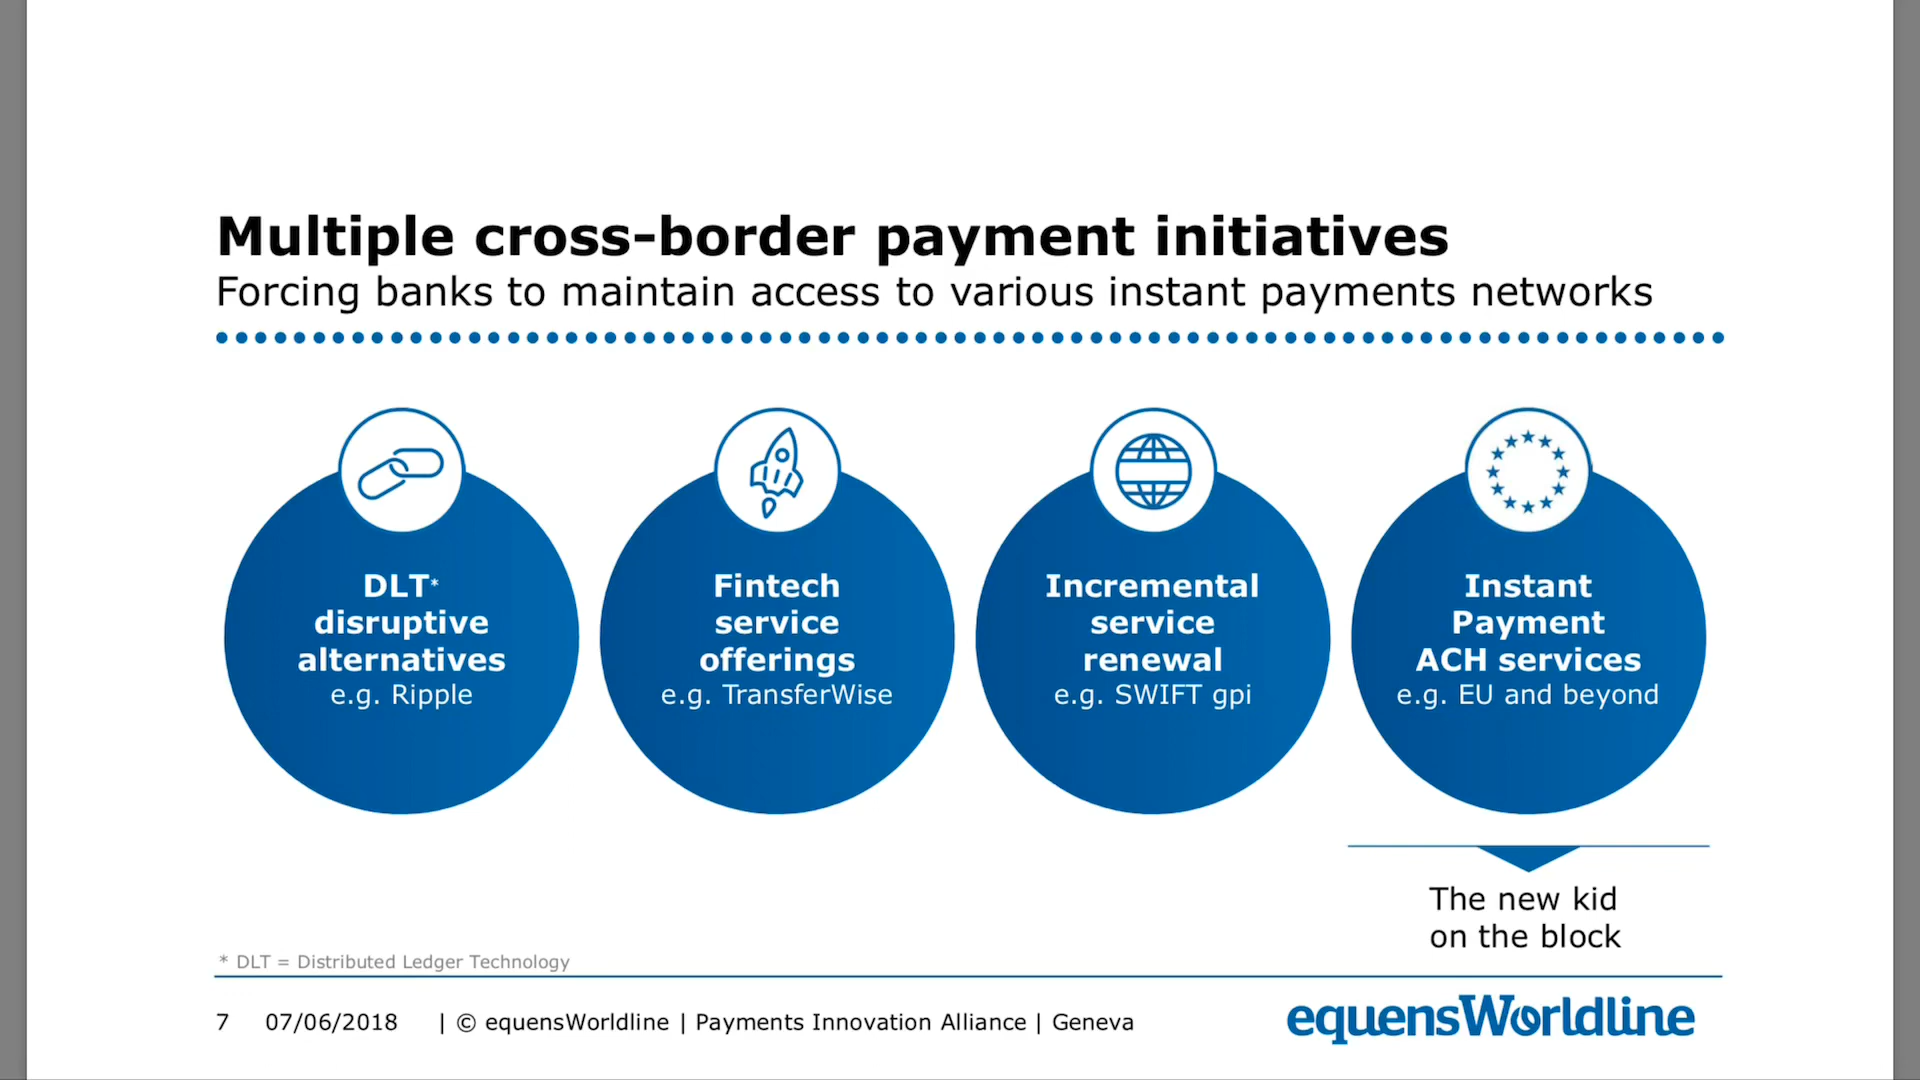 Multiple cross-border payment initiatives
Forcing banks to maintain access to various instant payments networks
DLT*
disruptive
alternatives
e.g. Ripple
Fintech
service
offerings
e.g. TransferWise
Incremental
service
renewal
e.g. SWIFT gpi
Instant
Payment
ACH services
e.g. EU and beyond
The new kid
on the block
* DLT = Distributed Ledger Technology
7 07/06/2018 | © equensWorldline | Payments Innovation Alliance | Geneva
equensWorldline